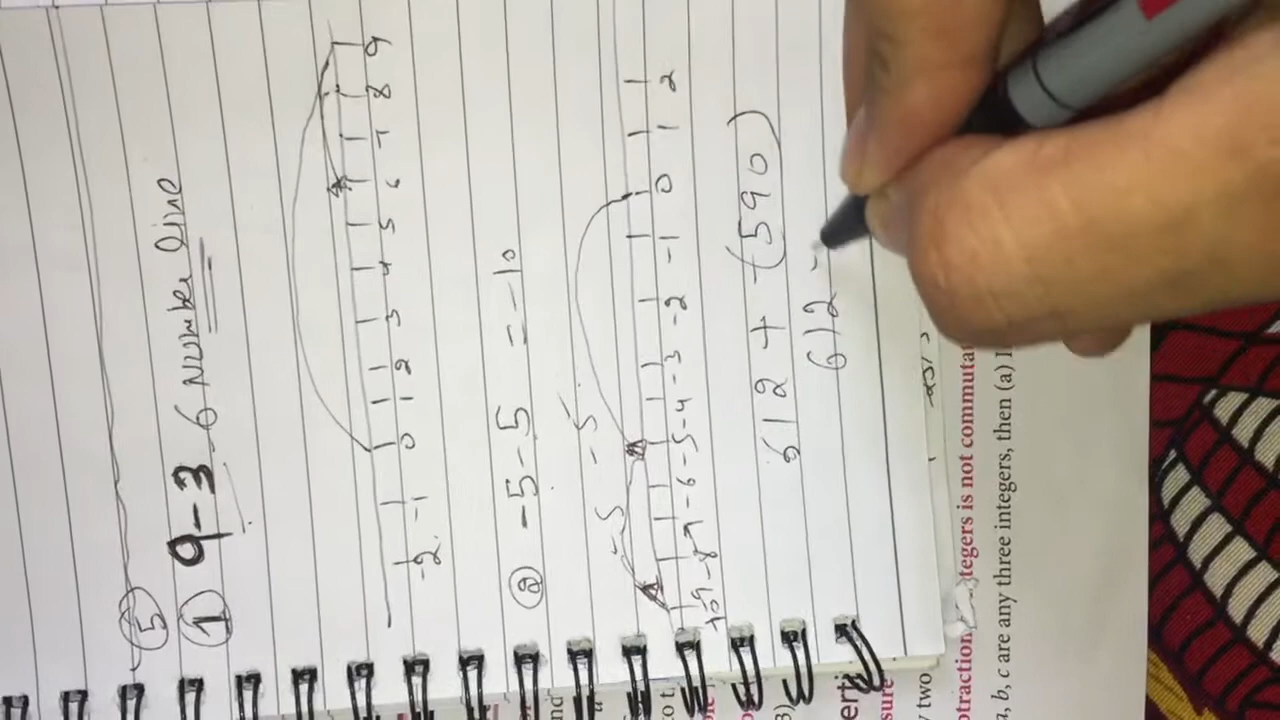 5
1 9-3 6 Number line
-2 -1 0 1 2 3 4 5 6 7 8 9
2 -5-5 = -10
-5 -5
-10 -9 -8 -7 -6 -5 -4 -3 -2 -1 0 1 2
612 + -(590)
612 -
tegers is not commuta
, b, c are any three integers, then (a) I